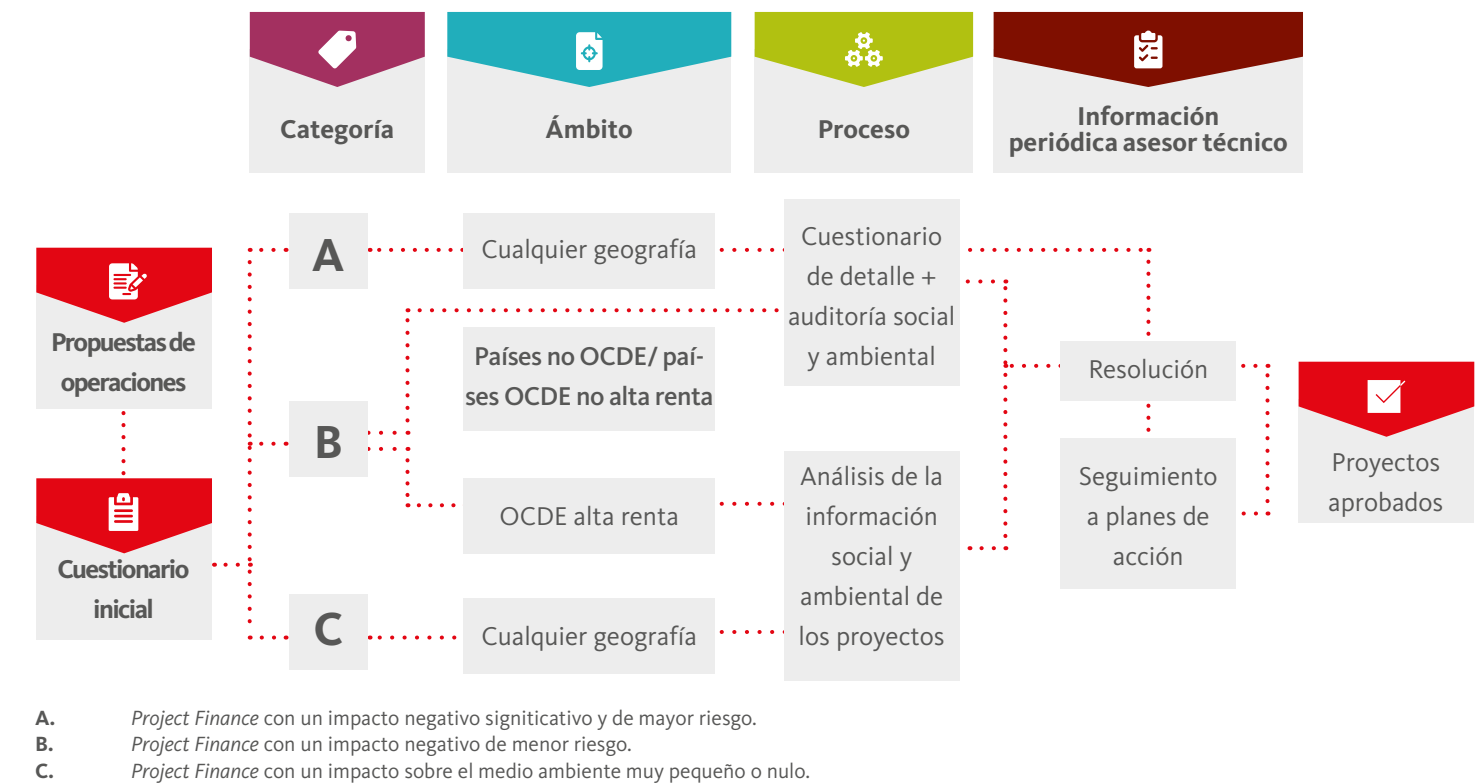 Categoría
Ámbito
Proceso
Información
periódica asesor técnico
Propuestas de
operaciones
Cuestionario
inicial
A
Cualquier geografía
B
Países no OCDE/ paí-
ses OCDE no alta renta
OCDE alta renta
C
Cualquier geografía
Cuestionario
de detalle +
auditoría social
y ambiental
Análisis de la
información
social y
ambiental de
los proyectos
Resolución
Seguimiento
a planes de
acción
Proyectos
aprobados
A. Project Finance con un impacto negativo signiticativo y de mayor riesgo.
B. Project Finance con un impacto negativo de menor riesgo.
C. Project Finance con un impacto sobre el medio ambiente muy pequeño o nulo.